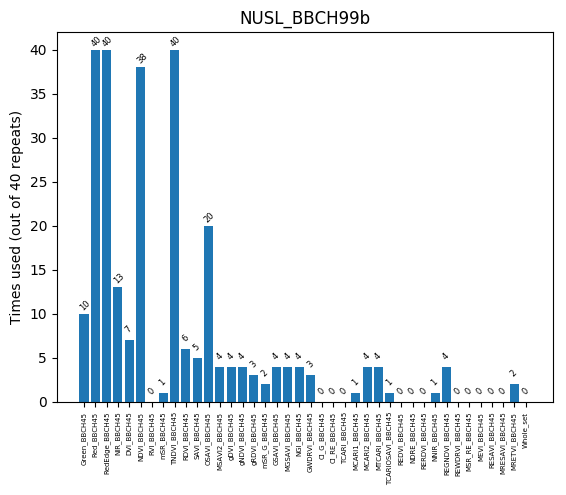 NUSL_BBCH99b
Times used (out of 40 repeats)
40
35
30
25
20
15
10
5
0
10
40
40
13
7
38
0
1
40
6
5
20
4
4
4
3
2
4
4
4
3
0
0
0
1
4
4
1
0
0
0
0
1
4
0
0
0
0
0
2
0
Green_BBCH45
Red_BBCH45
RedEdge_BBCH45
NIR_BBCH45
DVI_BBCH45
NDVI_BBCH45
RVI_BBCH45
mSR_BBCH45
TNDVI_BBCH45
RDVI_BBCH45
SAVI_BBCH45
OSAVI_BBCH45
MSAVI2_BBCH45
gDVI_BBCH45
gNDVI_BBCH45
gRDVI_BBCH45
mSR_G_BBCH45
GSAVI_BBCH45
MGSAVI_BBCH45
NGI_BBCH45
GWDRVI_BBCH45
CI_G_BBCH45
CI_RE_BBCH45
TCARI_BBCH45
MCARI1_BBCH45
MCARI2_BBCH45
MTCARI_BBCH45
TCARIOSAVI_BBCH45
REDVI_BBCH45
NDRE_BBCH45
RERDVI_BBCH45
NNIR_BBCH45
REGNDVI_BBCH45
REWDRVI_BBCH45
MSR_RE_BBCH45
MEVI_BBCH45
RESAVI_BBCH45
MRESAVI_BBCH45
MRETVI_BBCH45
Whole_set